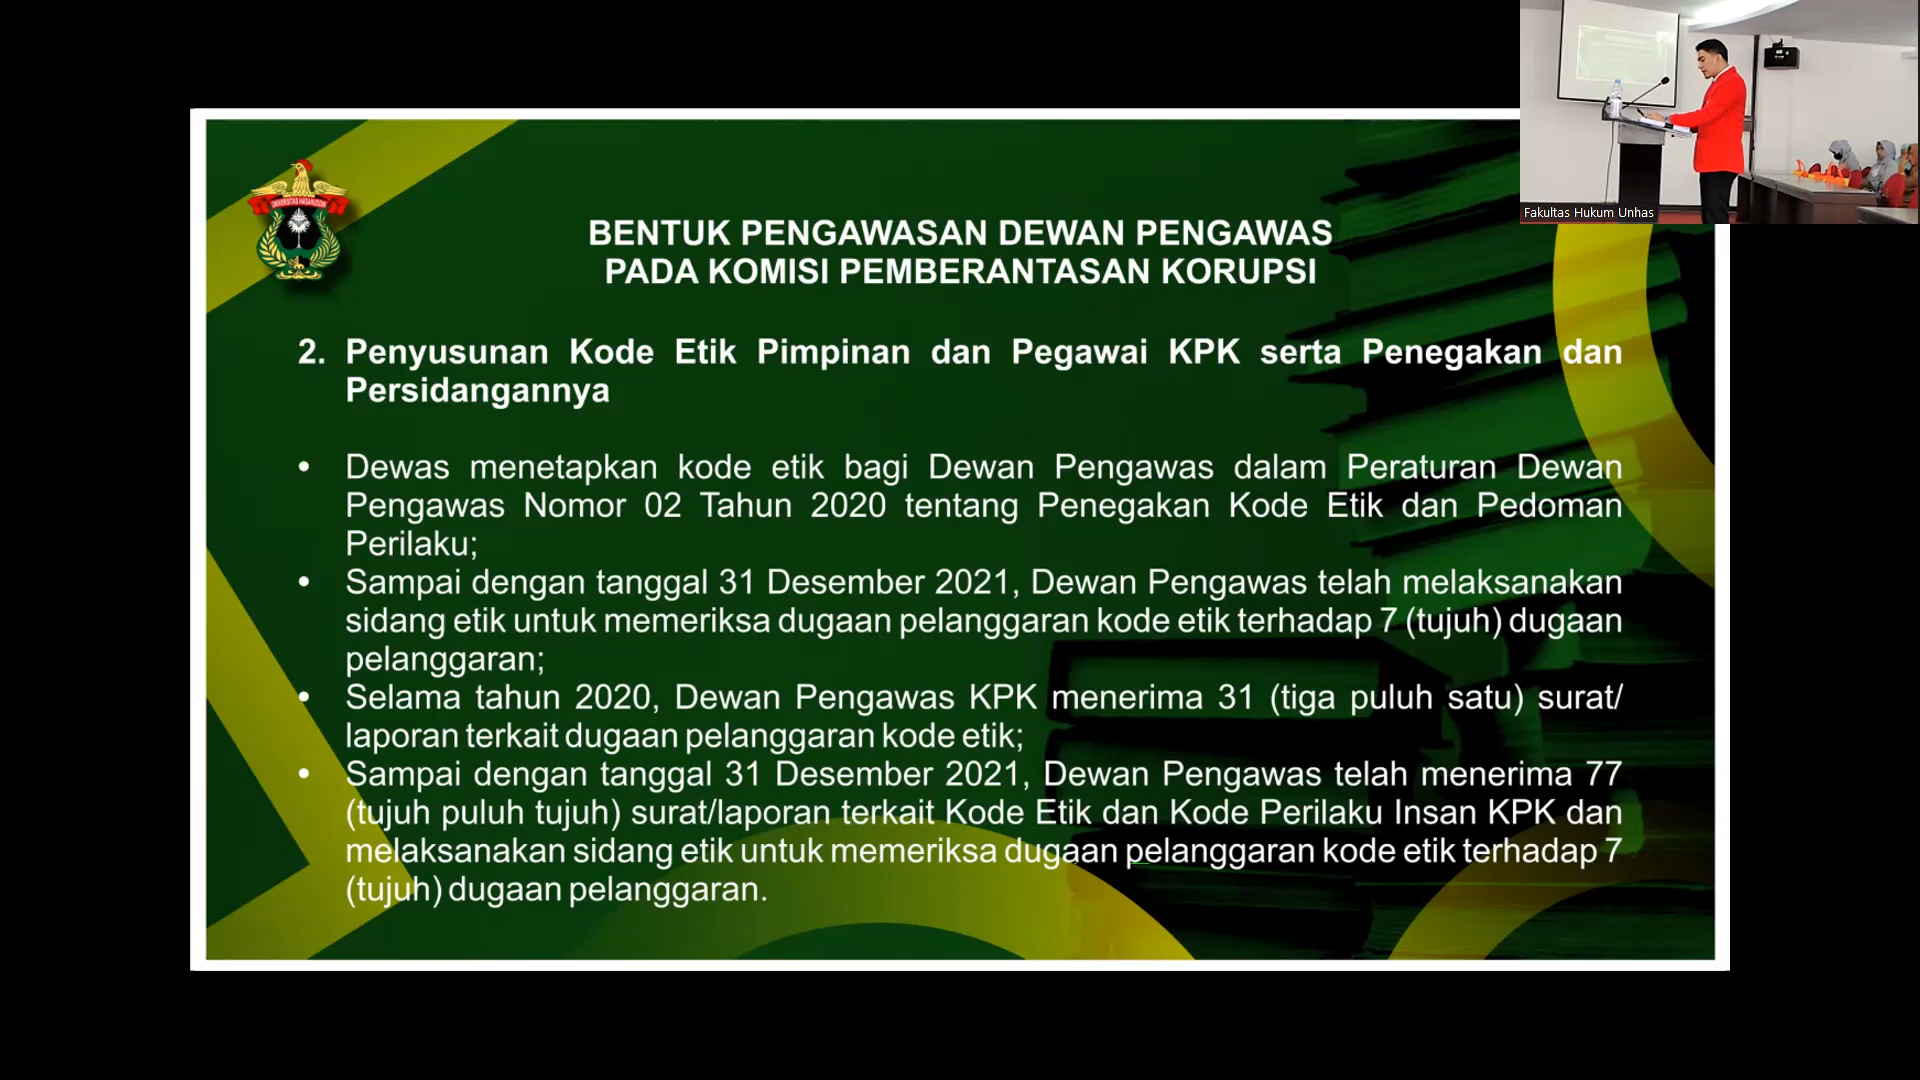 Fakultas Hukum Unhas
UNIVERSITAS HASANUDDIN
BENTUK PENGAWASAN DEWAN PENGAWAS
PADA KOMISI PEMBERANTASAN KORUPSI
2. Penyusunan Kode Etik Pimpinan dan Pegawai KPK serta Penegakan dan
Persidangannya
• Dewas menetapkan kode etik bagi Dewan Pengawas dalam Peraturan Dewan
Pengawas Nomor 02 Tahun 2020 tentang Penegakan Kode Etik dan Pedoman
Perilaku;
• Sampai dengan tanggal 31 Desember 2021, Dewan Pengawas telah melaksanakan
sidang etik untuk memeriksa dugaan pelanggaran kode etik terhadap 7 (tujuh) dugaan
pelanggaran;
• Selama tahun 2020, Dewan Pengawas KPK menerima 31 (tiga puluh satu) surat/
laporan terkait dugaan pelanggaran kode etik;
• Sampai dengan tanggal 31 Desember 2021, Dewan Pengawas telah menerima 77
(tujuh puluh tujuh) surat/laporan terkait Kode Etik dan Kode Perilaku Insan KPK dan
melaksanakan sidang etik untuk memeriksa dugaan pelanggaran kode etik terhadap 7
(tujuh) dugaan pelanggaran.